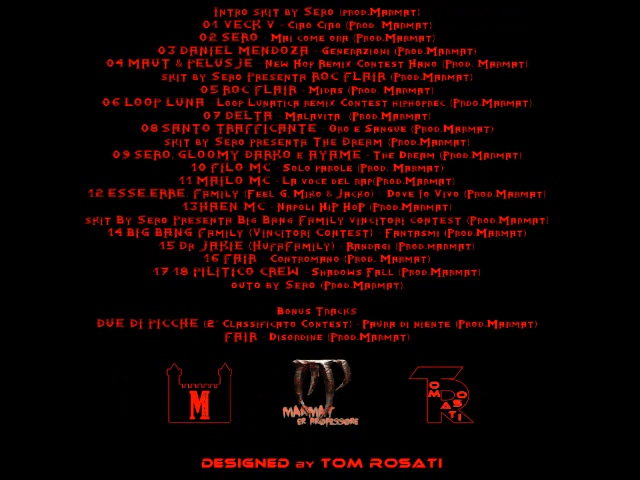 Intro skit by Sero (prod.Marmat)
01 VECK V - Ciao Ciao (Prod. Marmat)
02 SERO - Mai come ora (Prod.Marmat)
03 DANIEL MENDOZA - Generazioni (Prod.Marmat)
04 MAUT & PELUSJE - New Hop Remix Contest Hano (Prod. Marmat)
skit by Sero Presenta ROC FLAIR (Prod.Marmat)
05 ROC FLAIR - Midas (Prod. Marmat)
06 LOOP LUNA - Loop Lunatica remix Contest hiphoprec (Prod. Marmat)
07 DELTA - Malavita (Prod.Marmat)
08 SANTO TRAFFICANTE - Oro e Sangue (Prod.Marmat)
skit by Sero presenta The Dream (Prod.Marmat)
09 SERO, GLOOMY DARKO e AYAME - The Dream (Prod.Marmat)
10 FILO MC - Solo parole (Prod. Marmat)
11 MAILO MC - La voce del rap(Prod.Marmat)
12 ESSE.ERRE. Family (Feel G.Miko & Jacko) - Dove Io Vivo (Prod.Marmat)
13HAEN MC - Napoli Hip Hop (Prod.Marmat)
skit By Sero Presenta Big Bang Family vincitori contest (Prod.Marmat)
14 BIG BANG Family (Vincitori Contest) - Fantasmi (Prod.Marmat)
15 Da JAKIE (HufaFamily) - Randagi (Prod.marmat)
16 FAIR - Contromano (Prod. Marmat)
17 18 PILITICO CREW - Shadows Fall (Prod.Marmat)
outo by Sero (Prod.Marmat)
Bonus Tracks
DUE DI PICCHE (2° Classificato Contest) - Paura di niente (Prod.Marmat)
FAIR - Disordine (Prod.Marmat)
M
MARMAT
ER PROFESSORE
TOM ROSATI
DESIGNED by TOM ROSATI